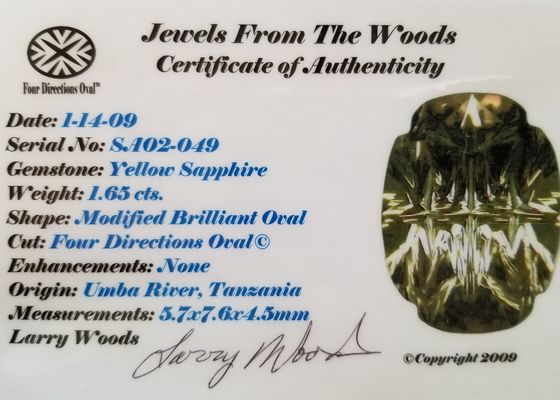 Jewels From The Woods
Certificate of Authenticity
Four Directions Oval™
Date: 1-14-09
Serial No: SA02-049
Gemstone: Yellow Sapphire
Weight: 1.65 cts.
Shape: Modified Brilliant Oval
Cut: Four Directions Oval©
Enhancements: None
Origin: Umba River, Tanzania
Measurements: 5.7x7.6x4.5mm
Larry Woods
Larry Woods
©Copyright 2009